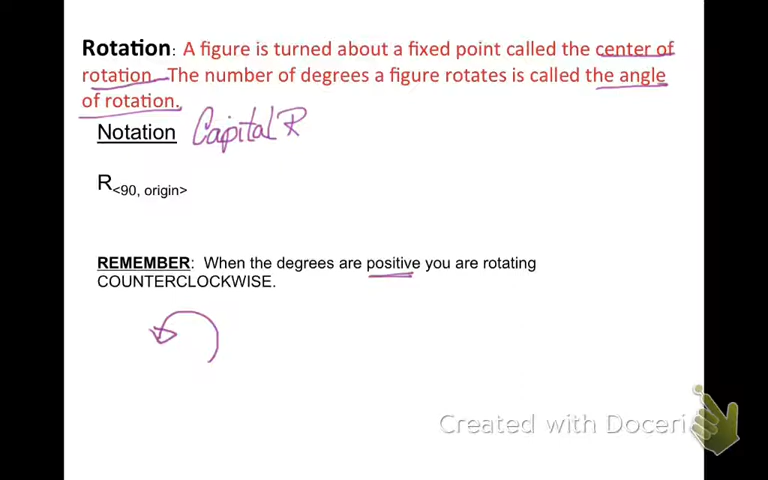 Rotation: A figure is turned about a fixed point called the center of
rotation. The number of degrees a figure rotates is called the angle
of rotation.
Notation Capital R
R<90, origin>
REMEMBER: When the degrees are positive you are rotating
COUNTERCLOCKWISE.
Created with Doceri